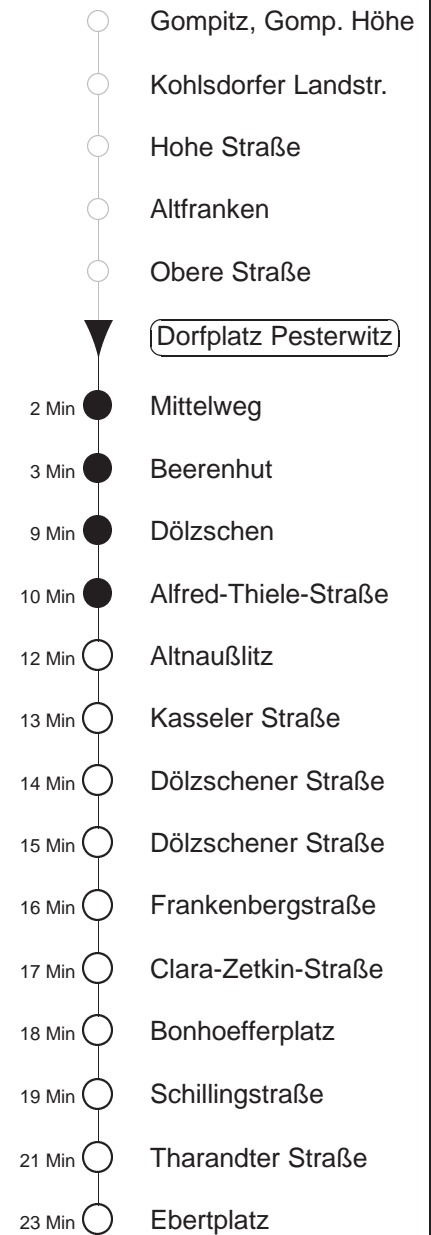 Gompitz, Gomp. Höhe
Kohlsdorfer Landstr.
Hohe Straße
Altfranken
Obere Straße
Dorfplatz Pesterwitz
2 Min Mittelweg
3 Min Beerenhut
9 Min Dölzschen
10 Min Alfred-Thiele-Straße
12 Min Altnaußlitz
13 Min Kasseler Straße
14 Min Dölzschener Straße
15 Min Dölzschener Straße
16 Min Frankenbergstraße
17 Min Clara-Zetkin-Straße
18 Min Bonhoefferplatz
19 Min Schillingstraße
21 Min Tharandter Straße
23 Min Ebertplatz